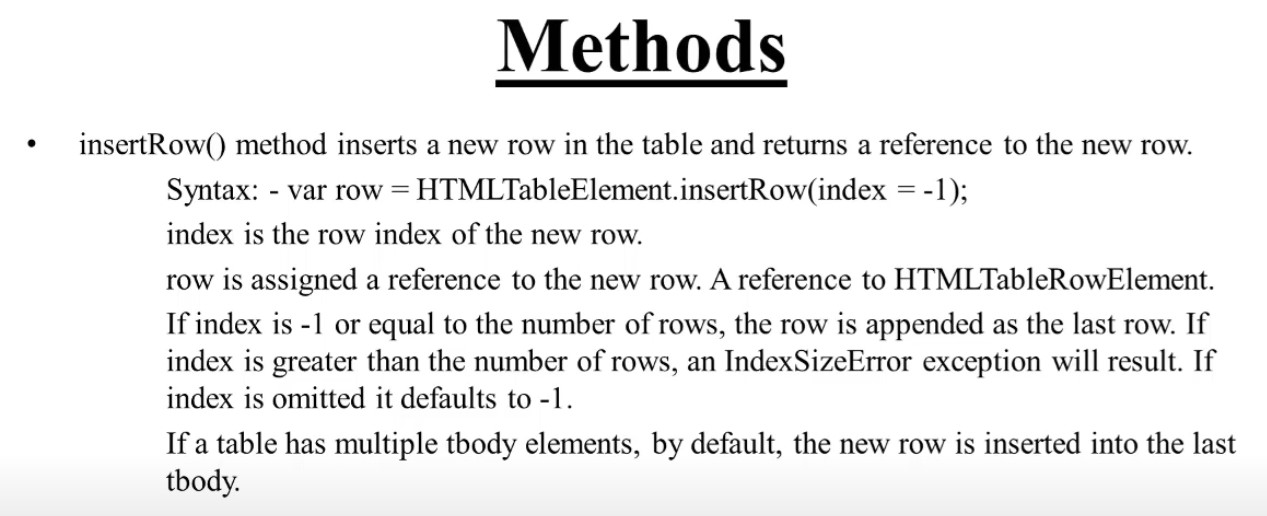 Methods
• insertRow() method inserts a new row in the table and returns a reference to the new row.
Syntax: - var row = HTMLTableElement.insertRow(index = -1);
index is the row index of the new row.
row is assigned a reference to the new row. A reference to HTMLTableRowElement.
If index is -1 or equal to the number of rows, the row is appended as the last row. If
index is greater than the number of rows, an IndexSizeError exception will result. If
index is omitted it defaults to -1.
If a table has multiple tbody elements, by default, the new row is inserted into the last
tbody.